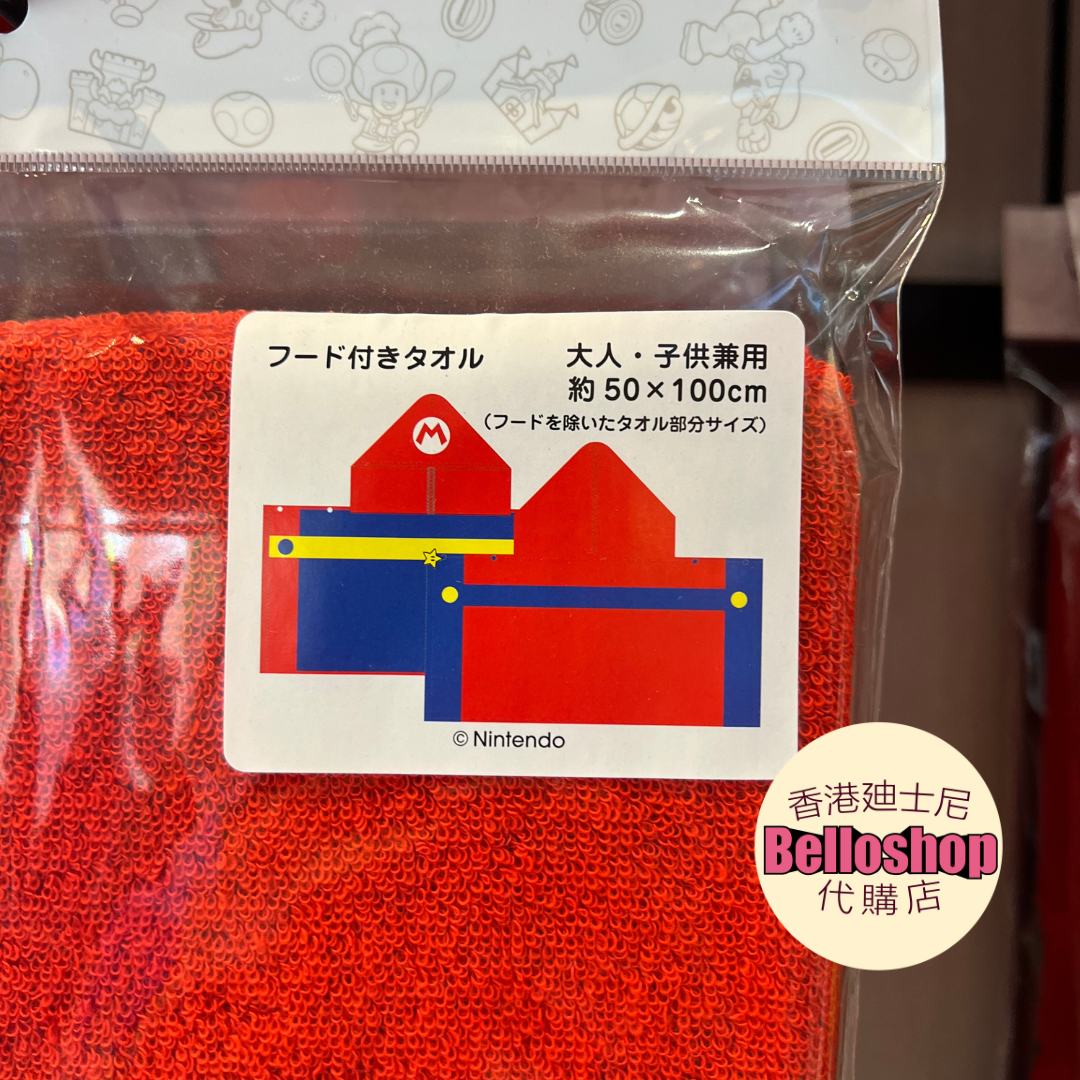 フード付きタオル
大人・子供兼用
約50×100cm
（フードを除いたタオル部分サイズ）
M
© Nintendo
香港廸士尼
Belloshop
代購店